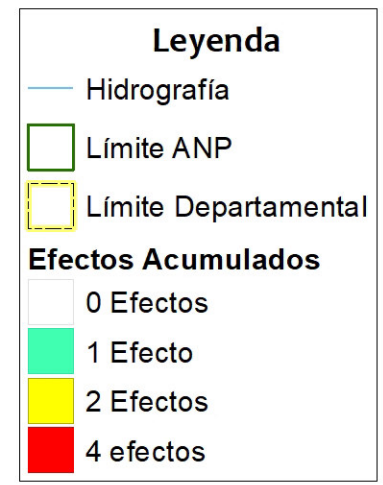 Leyenda
Hidrografía
Límite ANP
Límite Departamental
Efectos Acumulados
0 Efectos
1 Efecto
2 Efectos
4 efectos